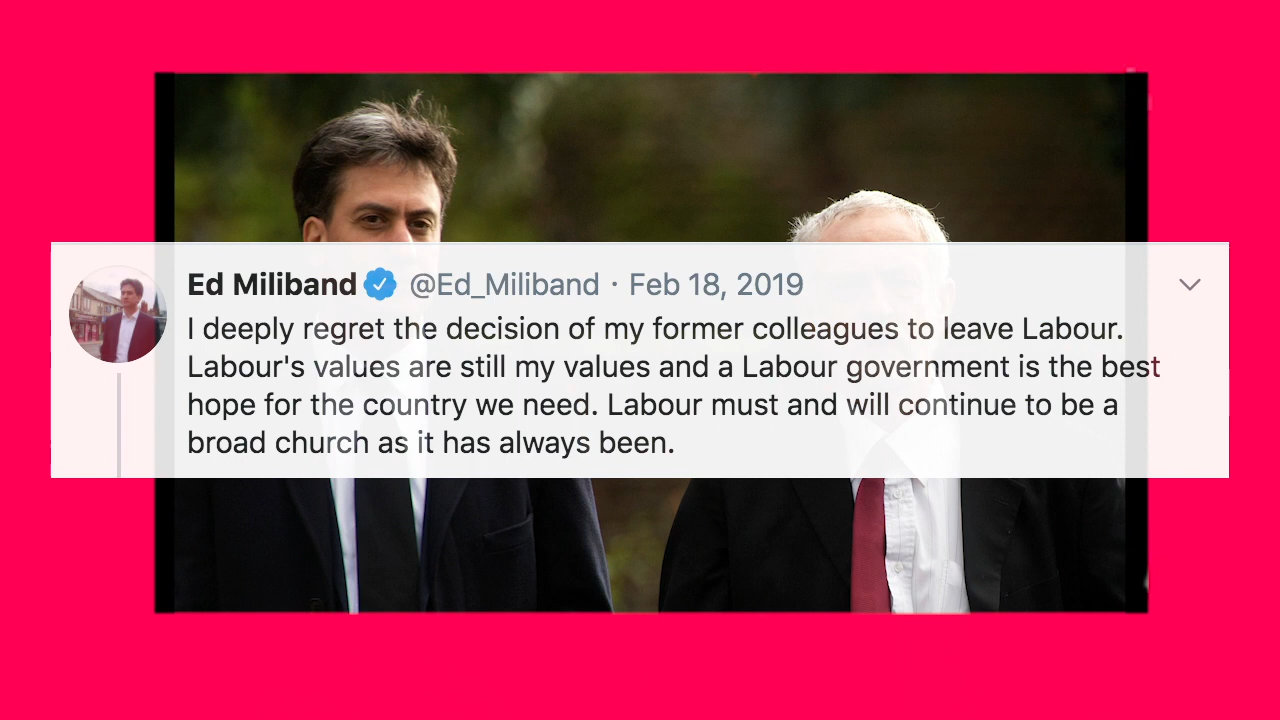 Ed Miliband @Ed_Miliband · Feb 18, 2019
I deeply regret the decision of my former colleagues to leave Labour.
Labour's values are still my values and a Labour government is the best
hope for the country we need. Labour must and will continue to be a
broad church as it has always been.